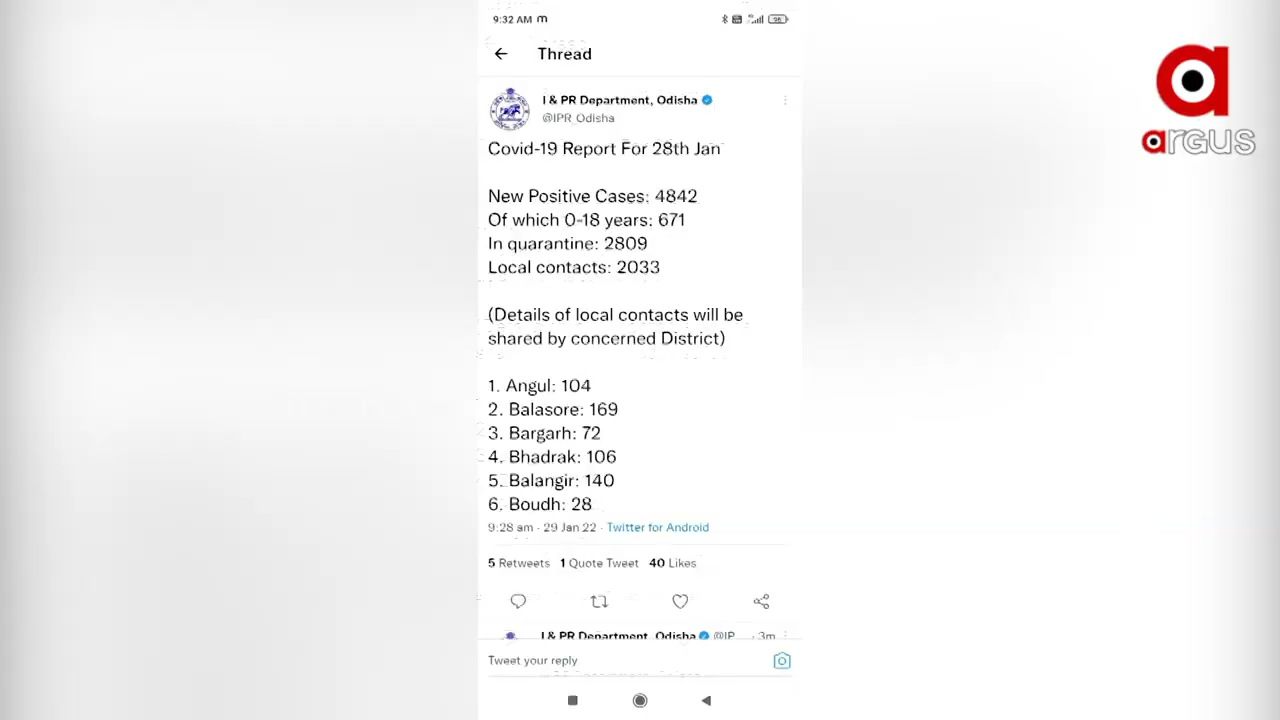 9:32 AM m
96
Thread
I & PR Department, Odisha
@IPR_Odisha
Covid-19 Report For 28th Jan
New Positive Cases: 4842
Of which 0-18 years: 671
In quarantine: 2809
Local contacts: 2033
(Details of local contacts will be
shared by concerned District)
1. Angul: 104
2. Balasore: 169
3. Bargarh: 72
4. Bhadrak: 106
5. Balangir: 140
6. Boudh: 28
9:28 am · 29 Jan 22 · Twitter for Android
5 Retweets 1 Quote Tweet 40 Likes
I & PR Department, Odisha @IP... · 3m
Tweet your reply
a
argus